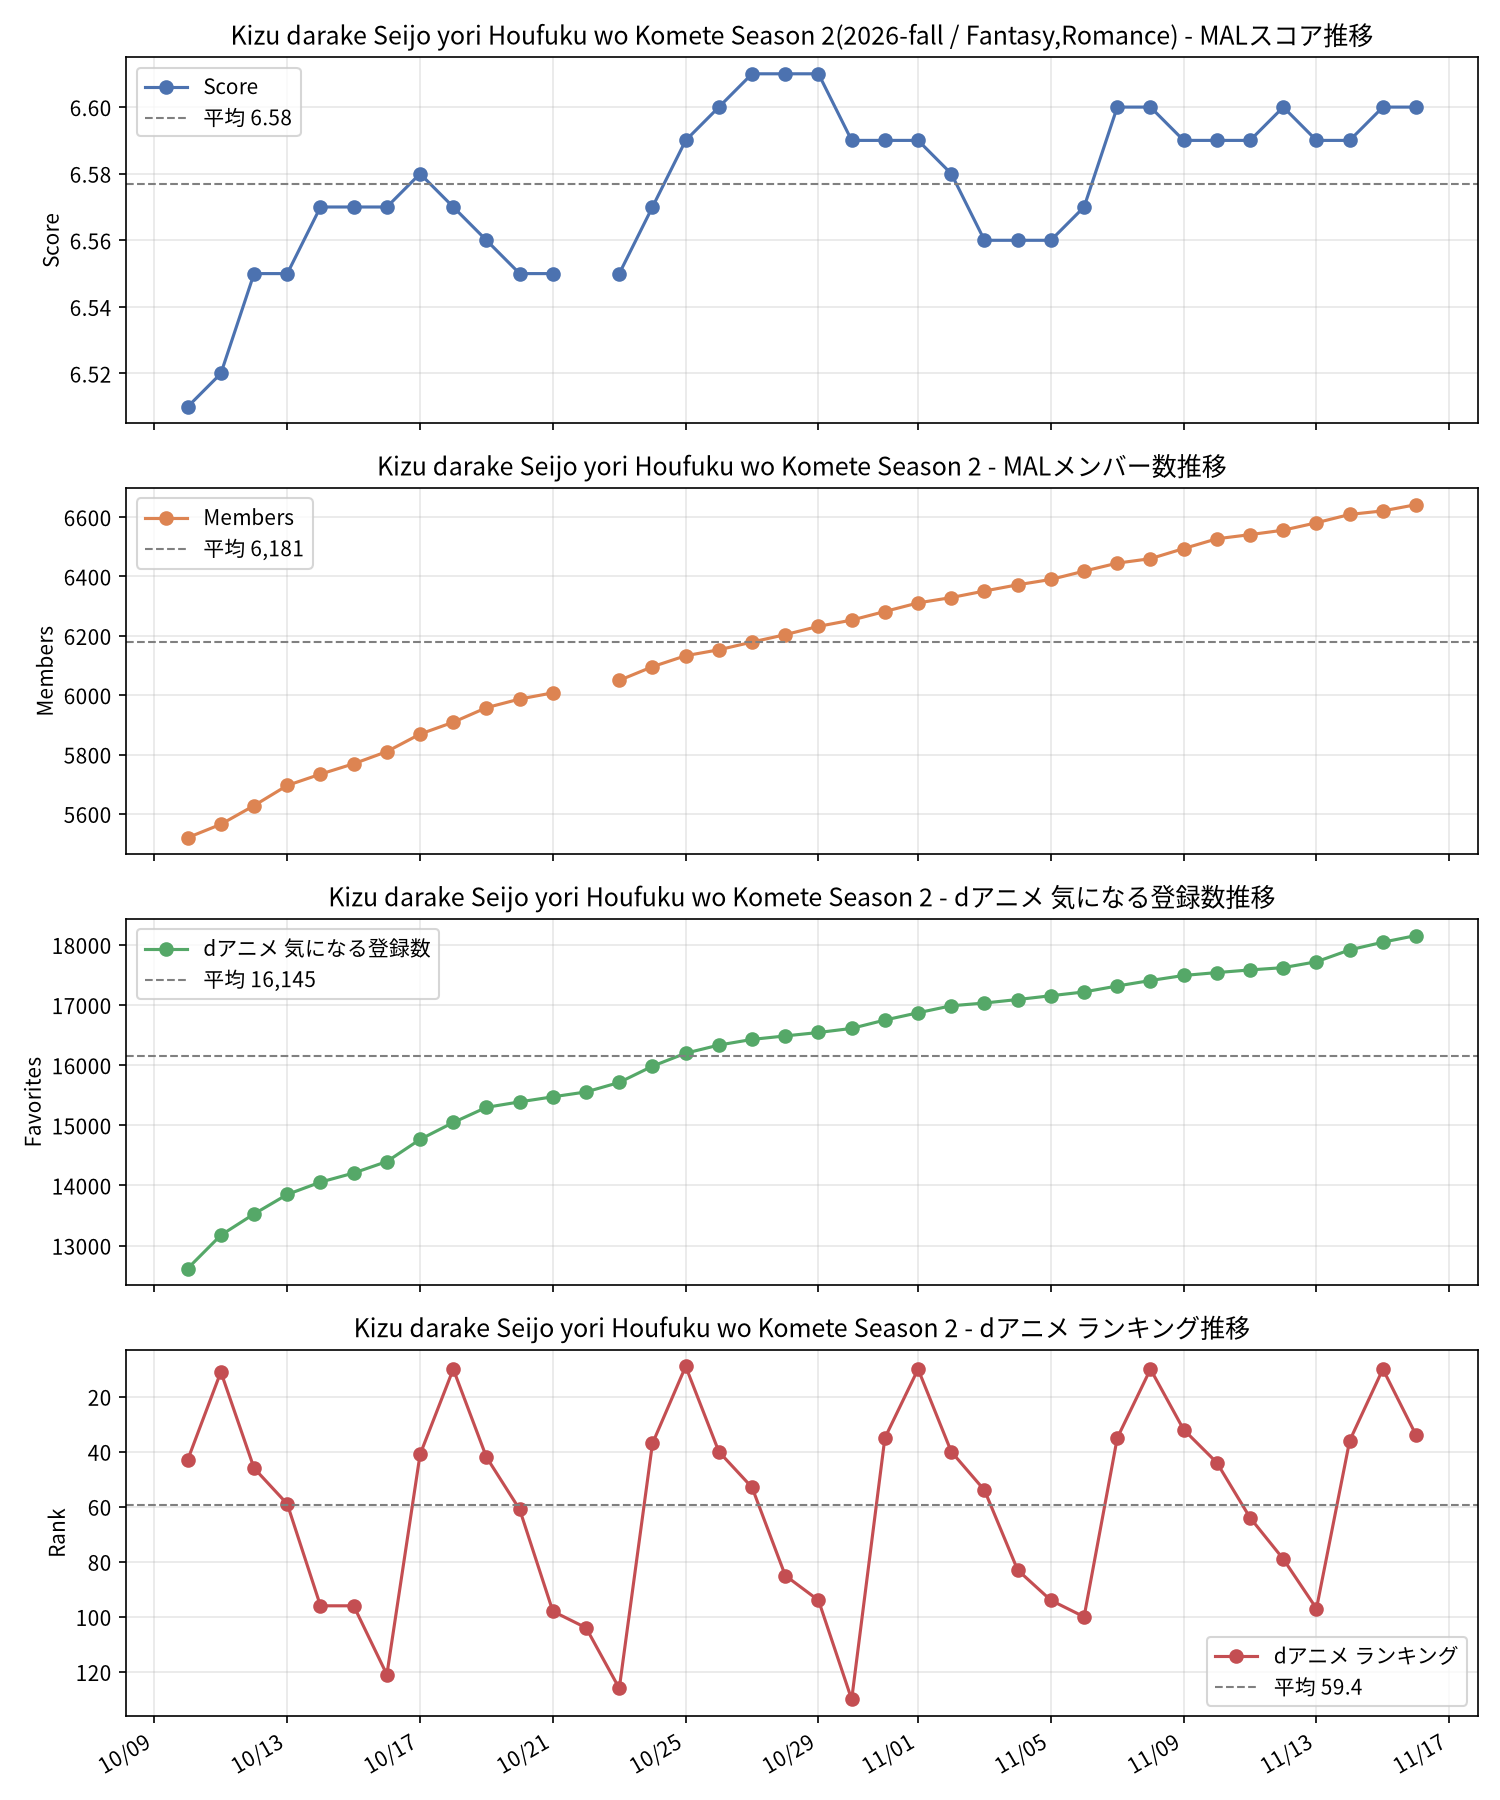 Kizu darake Seijo yori Houfuku wo Komete Season 2(2026-fall / Fantasy,Romance) - MALスコア推移
Score
平均 6.58
Score
6.60
6.58
6.56
6.54
6.52
Kizu darake Seijo yori Houfuku wo Komete Season 2 - MALメンバー数推移
Members
平均 6,181
Members
6600
6400
6200
6000
5800
5600
Kizu darake Seijo yori Houfuku wo Komete Season 2 - dアニメ 気になる登録数推移
dアニメ 気になる登録数
平均 16,145
Favorites
18000
17000
16000
15000
14000
13000
Kizu darake Seijo yori Houfuku wo Komete Season 2 - dアニメ ランキング推移
Rank
20
40
60
80
100
120
dアニメ ランキング
平均 59.4
10/09
10/13
10/17
10/21
10/25
10/29
11/01
11/05
11/09
11/13
11/17